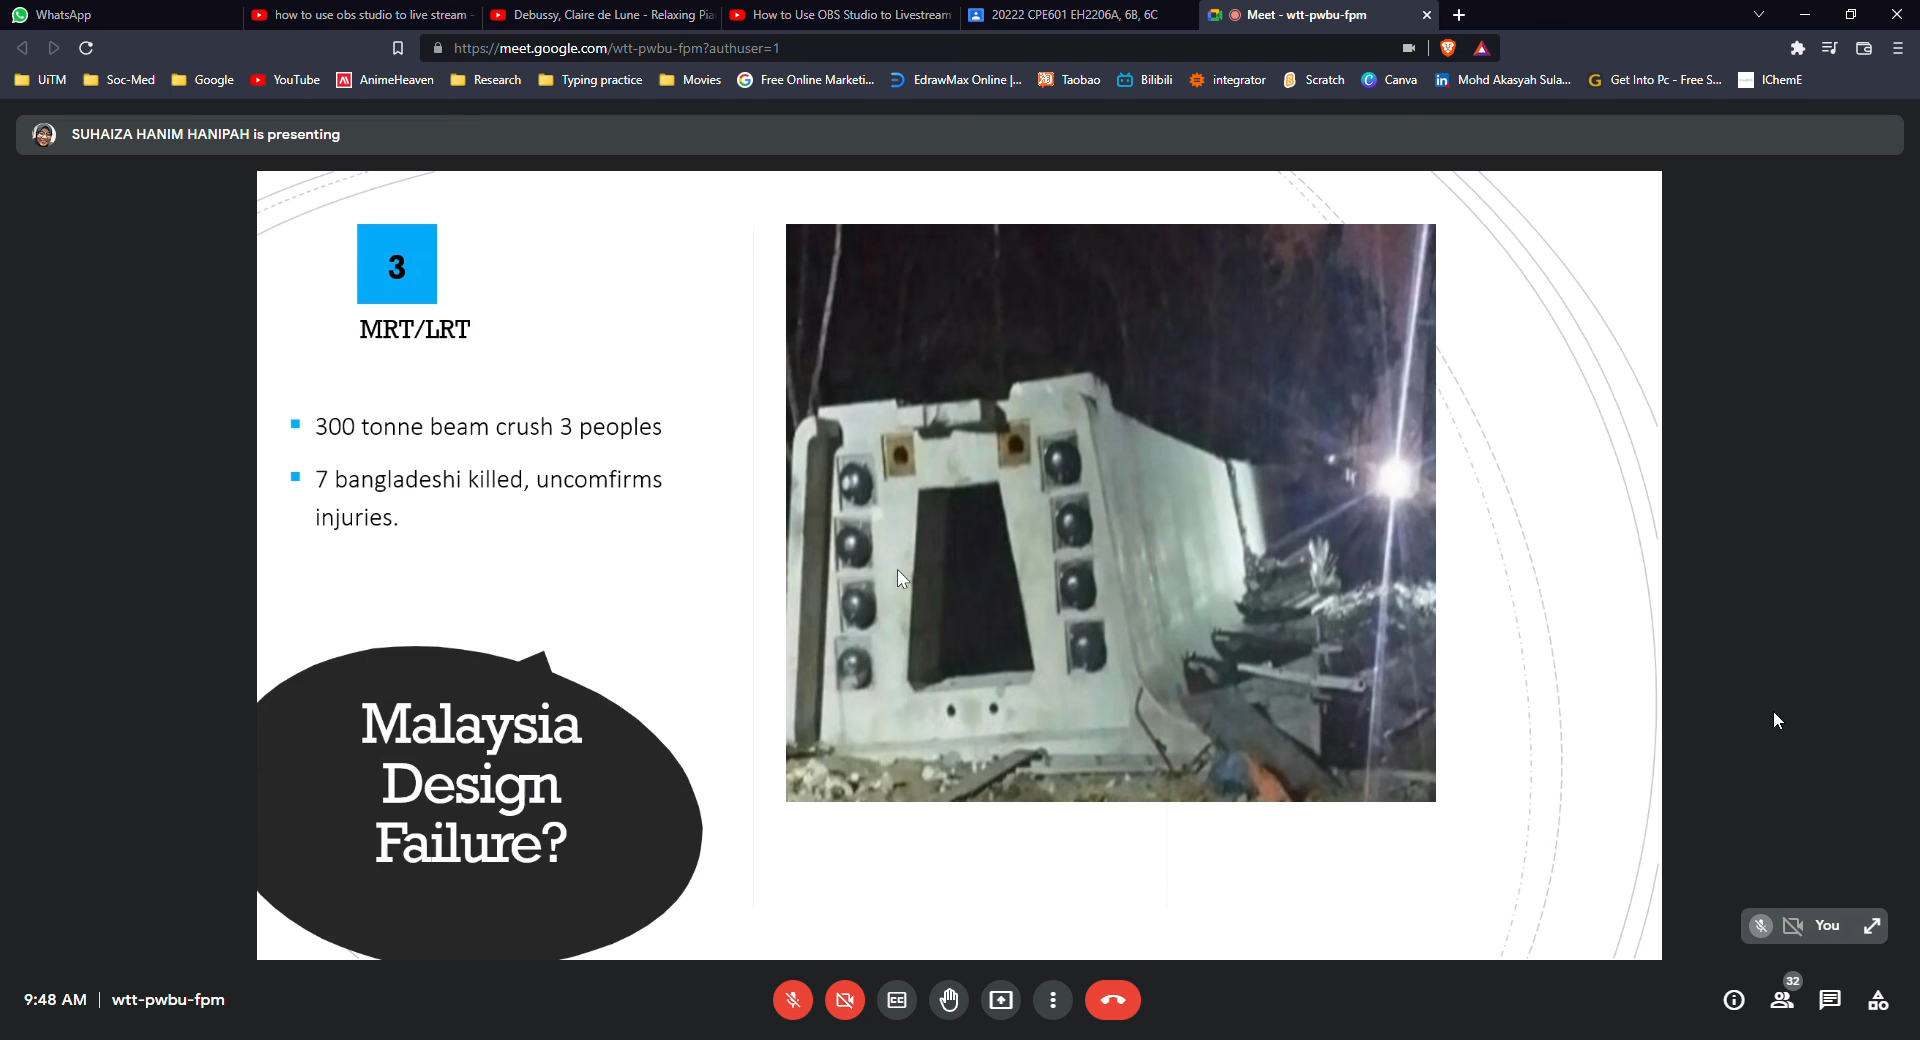 WhatsApp
how to use obs studio to live stream -
Debussy, Claire de Lune - Relaxing Pia
How to Use OBS Studio to Livestream
20222 CPE601 EH2206A, 6B, 6C
Meet - wtt-pwbu-fpm
https://meet.google.com/wtt-pwbu-fpm?authuser=1
UiTM
Soc-Med
Google
YouTube
AnimeHeaven
Research
Typing practice
Movies
Free Online Marketi...
EdrawMax Online |...
Taobao
Bilibili
integrator
Scratch
Canva
Mohd Akasyah Sula...
Get Into Pc - Free S...
IChemE
SUHAIZA HANIM HANIPAH is presenting
3
MRT/LRT
300 tonne beam crush 3 peoples
7 bangladeshi killed, uncomfirms
injuries.
Malaysia
Design
Failure?
You
9:48 AM | wtt-pwbu-fpm
CC
32